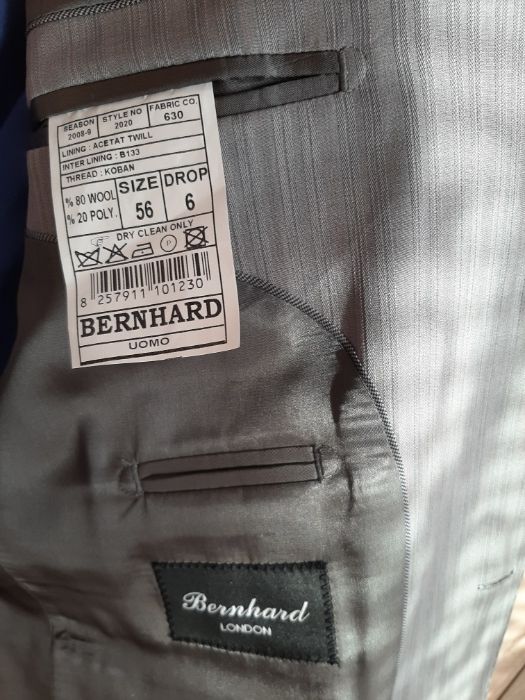 SEASON 2008-9 STYLE NO 2020 FABRIC CO. 630
LINING : ACETAT TWILL
INTER LINING : B133
THREAD : KOBAN
% 80 WOOL
% 20 POLY.
SIZE 56
DROP 6
DRY CLEAN ONLY
P
8 257911 101230
BERNHARD
UOMO
Bernhard
LONDON